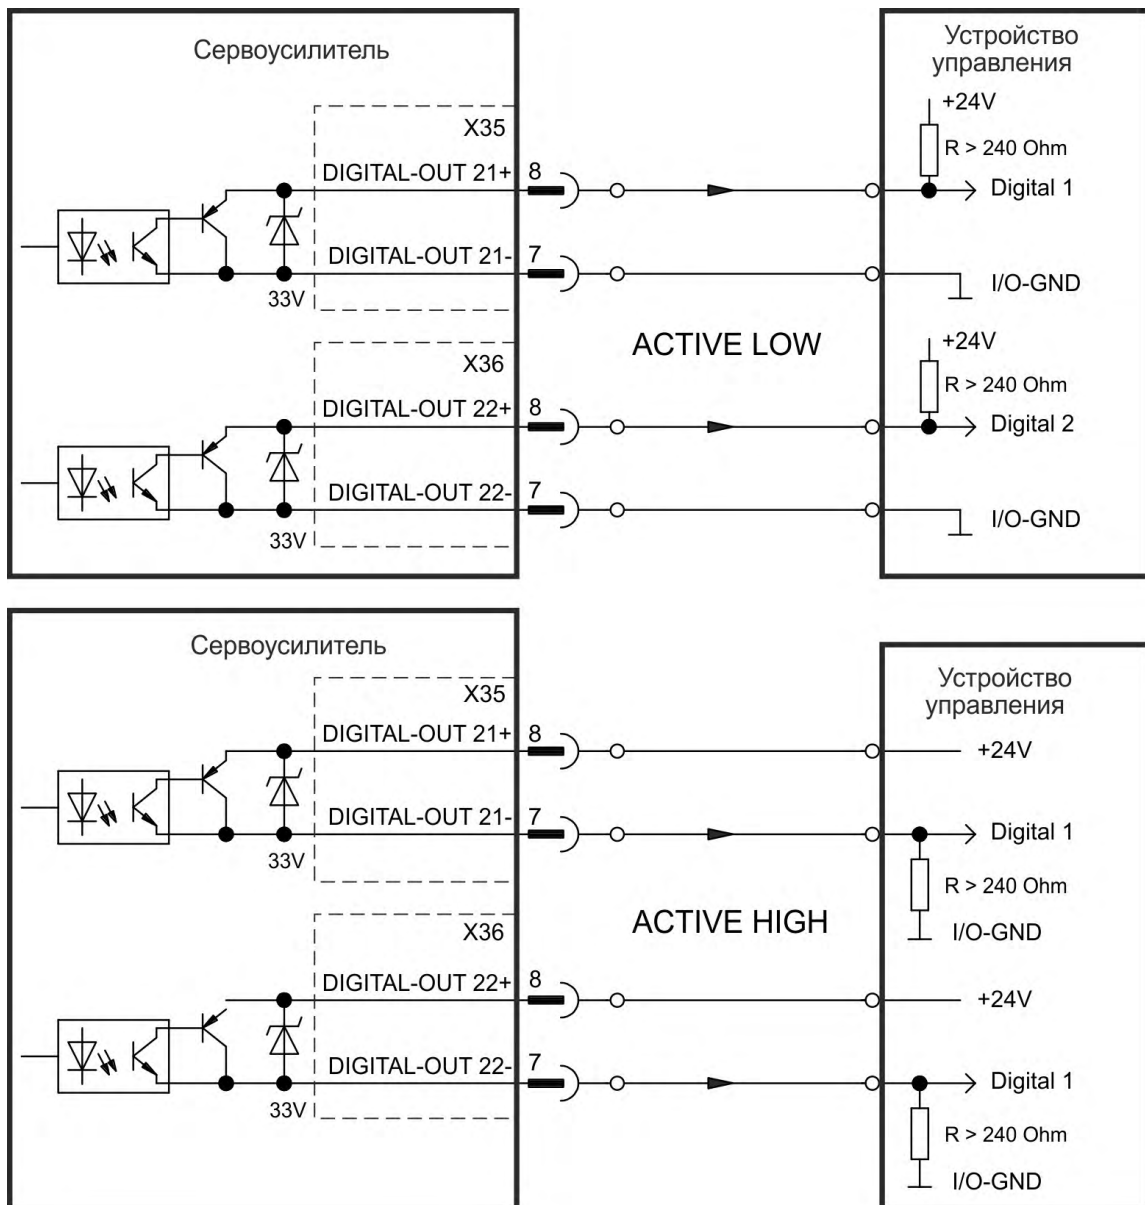 Сервоусилитель
Устройство
управления
X35
+24V
R > 240 Ohm
DIGITAL-OUT 21+
8
Digital 1
DIGITAL-OUT 21-
7
33V
I/O-GND
ACTIVE LOW
X36
+24V
R > 240 Ohm
DIGITAL-OUT 22+
8
Digital 2
DIGITAL-OUT 22-
7
33V
I/O-GND
Сервоусилитель
Устройство
управления
X35
DIGITAL-OUT 21+
8
+24V
DIGITAL-OUT 21-
7
Digital 1
33V
R > 240 Ohm
ACTIVE HIGH
X36
I/O-GND
DIGITAL-OUT 22+
8
+24V
DIGITAL-OUT 22-
7
Digital 1
33V
R > 240 Ohm
I/O-GND